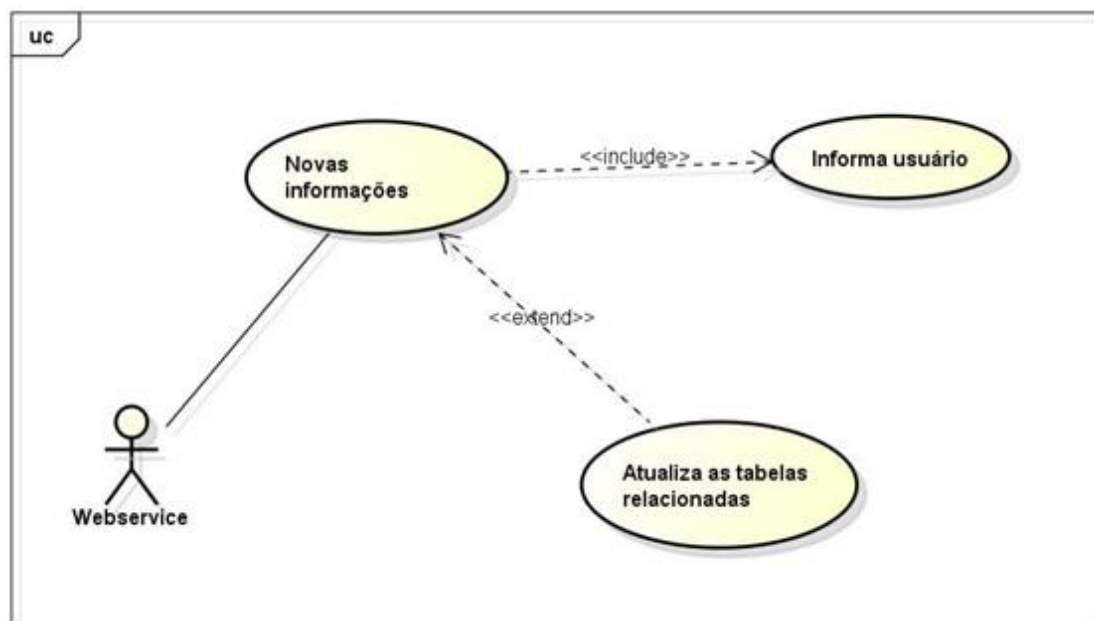 uc
Novas
informações
<<include>>
Informa usuário
<<extend>>
Atualiza as tabelas
relacionadas
Webservice